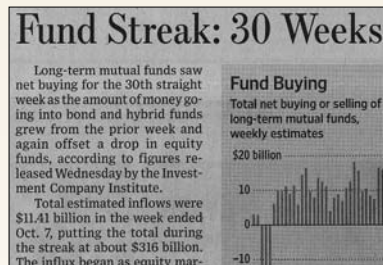 Fund Streak: 30 Weeks
Long-term mutual funds saw
net buying for the 30th straight
week as the amount of money go-
ing into bond and hybrid funds
grew from the prior week and
again offset a drop in equity
funds, according to figures re-
leased Wednesday by the Invest-
ment Company Institute.
Total estimated inflows were
$11.41 billion in the week ended
Oct. 7, putting the total during
the streak at about $316 billion.
The influx began as equity mar-
Fund Buying
Total net buying or selling of
long-term mutual funds,
weekly estimates
$20 billion
10
0
–10